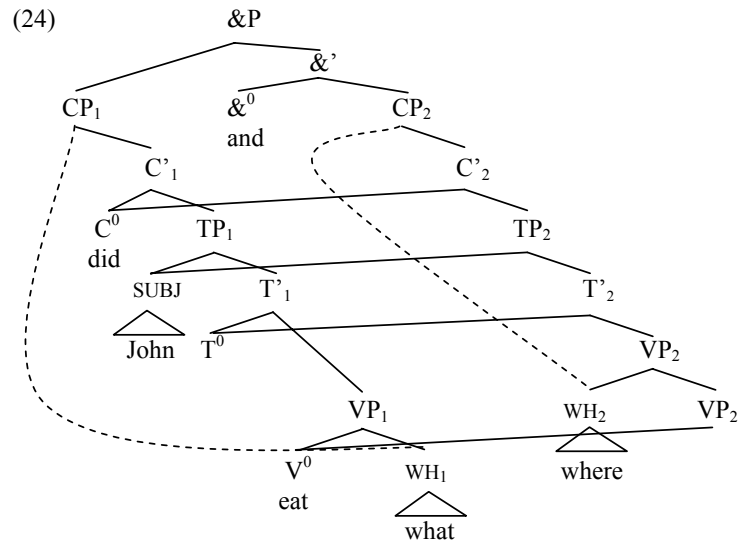 (24)
&P
&’
CP₁ &⁰ CP₂
and
C’₁ C’₂
C⁰ TP₁ TP₂
did
SUBJ T’₁ T’₂
John T⁰ VP₂
VP₁ WH₂ VP₂
V⁰ WH₁ where
eat
what